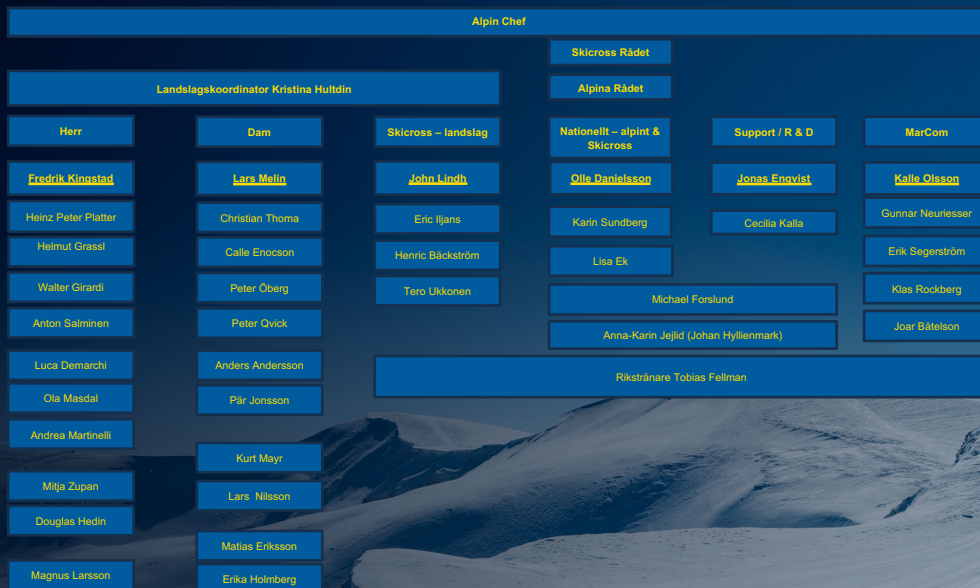 Alpin Chef
Skicross Rådet
Alpina Rådet
Landslagskoordinator Kristina Hultdin
Herr
Fredrik Kingstad
Heinz Peter Platter
Helmut Grassl
Walter Girardi
Anton Salminen
Luca Demarchi
Ola Masdal
Andrea Martinelli
Mitja Zupan
Douglas Hedin
Magnus Larsson
Dam
Lars Melin
Christian Thoma
Calle Enocson
Peter Öberg
Peter Qvick
Anders Andersson
Pär Jonsson
Kurt Mayr
Lars Nilsson
Matias Eriksson
Erika Holmberg
Skicross – landslag
John Lindh
Eric Iljans
Henric Bäckström
Tero Ukkonen
Nationellt – alpint &
Skicross
Olle Danielsson
Karin Sundberg
Lisa Ek
Michael Forslund
Anna-Karin Jejlid (Johan Hyllienmark)
Support / R & D
Jonas Enqvist
Cecilia Kalla
MarCom
Kalle Olsson
Gunnar Neuriesser
Erik Segerström
Klas Rockberg
Joar Båtelson
Rikstränare Tobias Fellman